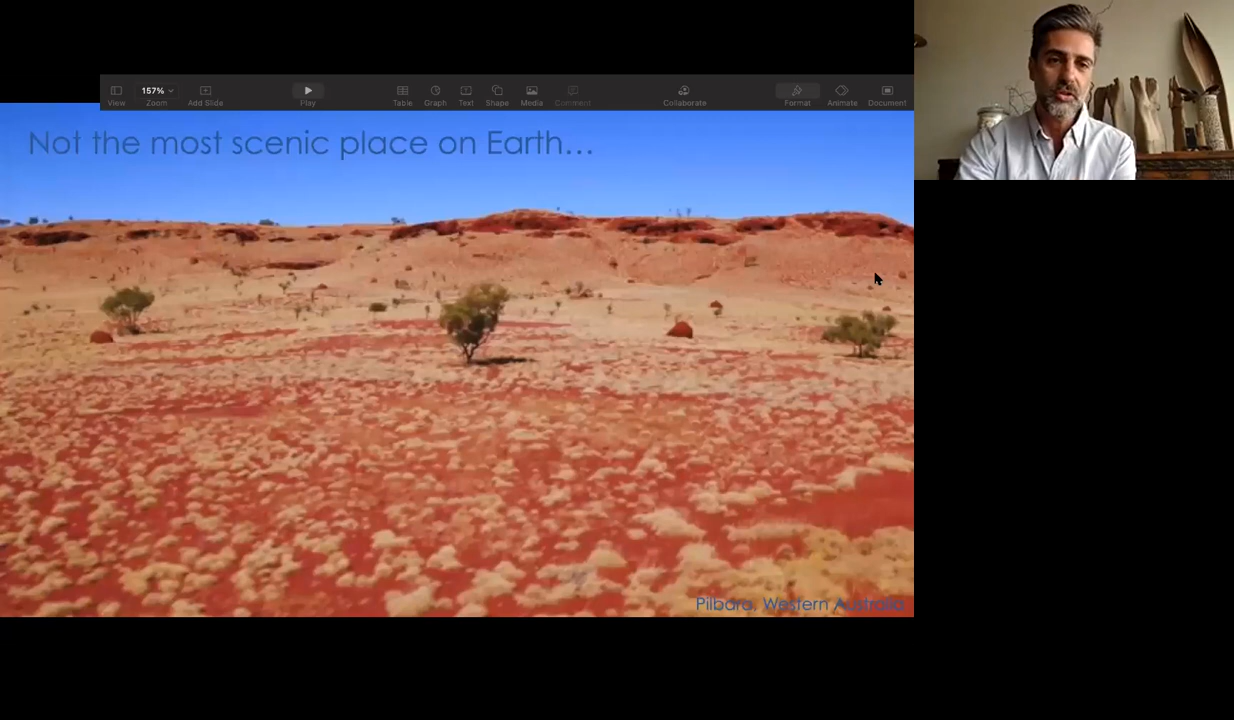 157%
View
Zoom
Add Slide
Play
Table
Graph
Text
Shape
Media
Comment
Collaborate
Format
Animate
Document
Not the most scenic place on Earth...
Pilbara, Western Australia